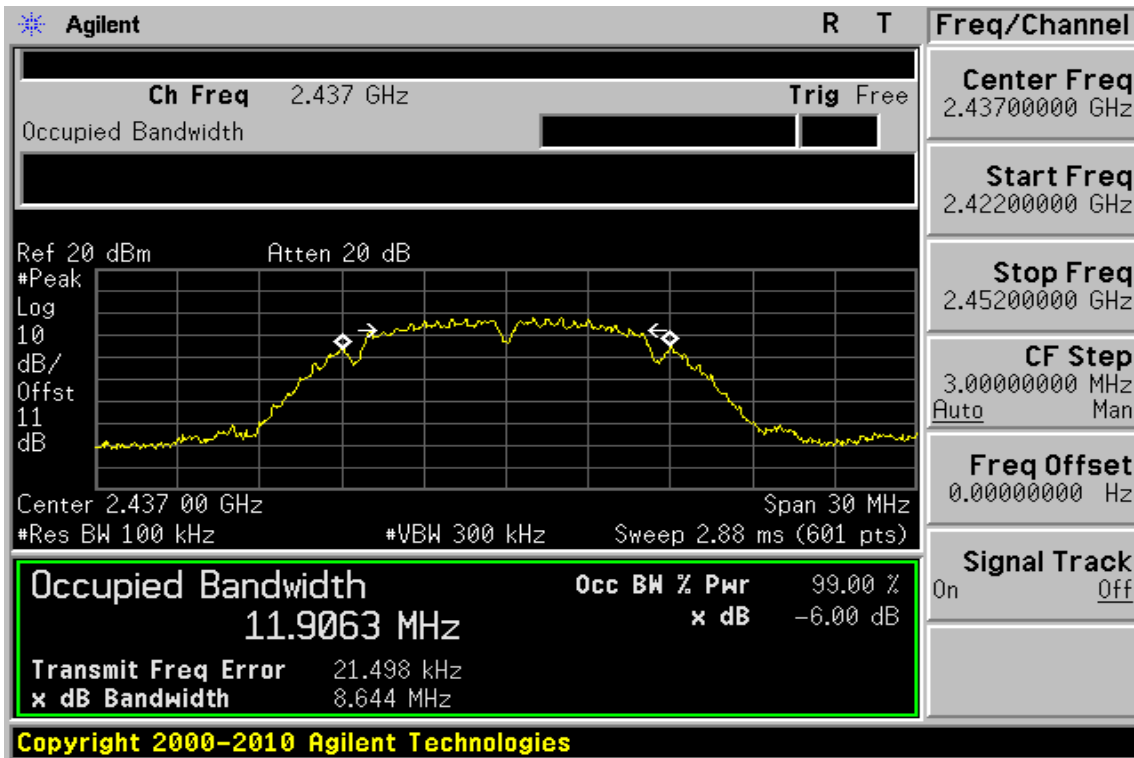 Agilent R T
Ch Freq 2.437 GHz Trig Free
Occupied Bandwidth
Ref 20 dBm Atten 20 dB
#Peak
Log
10
dB/
Offst
11
dB
Center 2.437 00 GHz Span 30 MHz
#Res BW 100 kHz #VBW 300 kHz Sweep 2.88 ms (601 pts)
Occupied Bandwidth
11.9063 MHz
Occ BW % Pwr 99.00 %
x dB -6.00 dB
Transmit Freq Error 21.498 kHz
x dB Bandwidth 8.644 MHz
Copyright 2000-2010 Agilent Technologies
Freq/Channel
Center Freq
2.43700000 GHz
Start Freq
2.42200000 GHz
Stop Freq
2.45200000 GHz
CF Step
3.00000000 MHz
Auto Man
Freq Offset
0.00000000 Hz
Signal Track
On Off